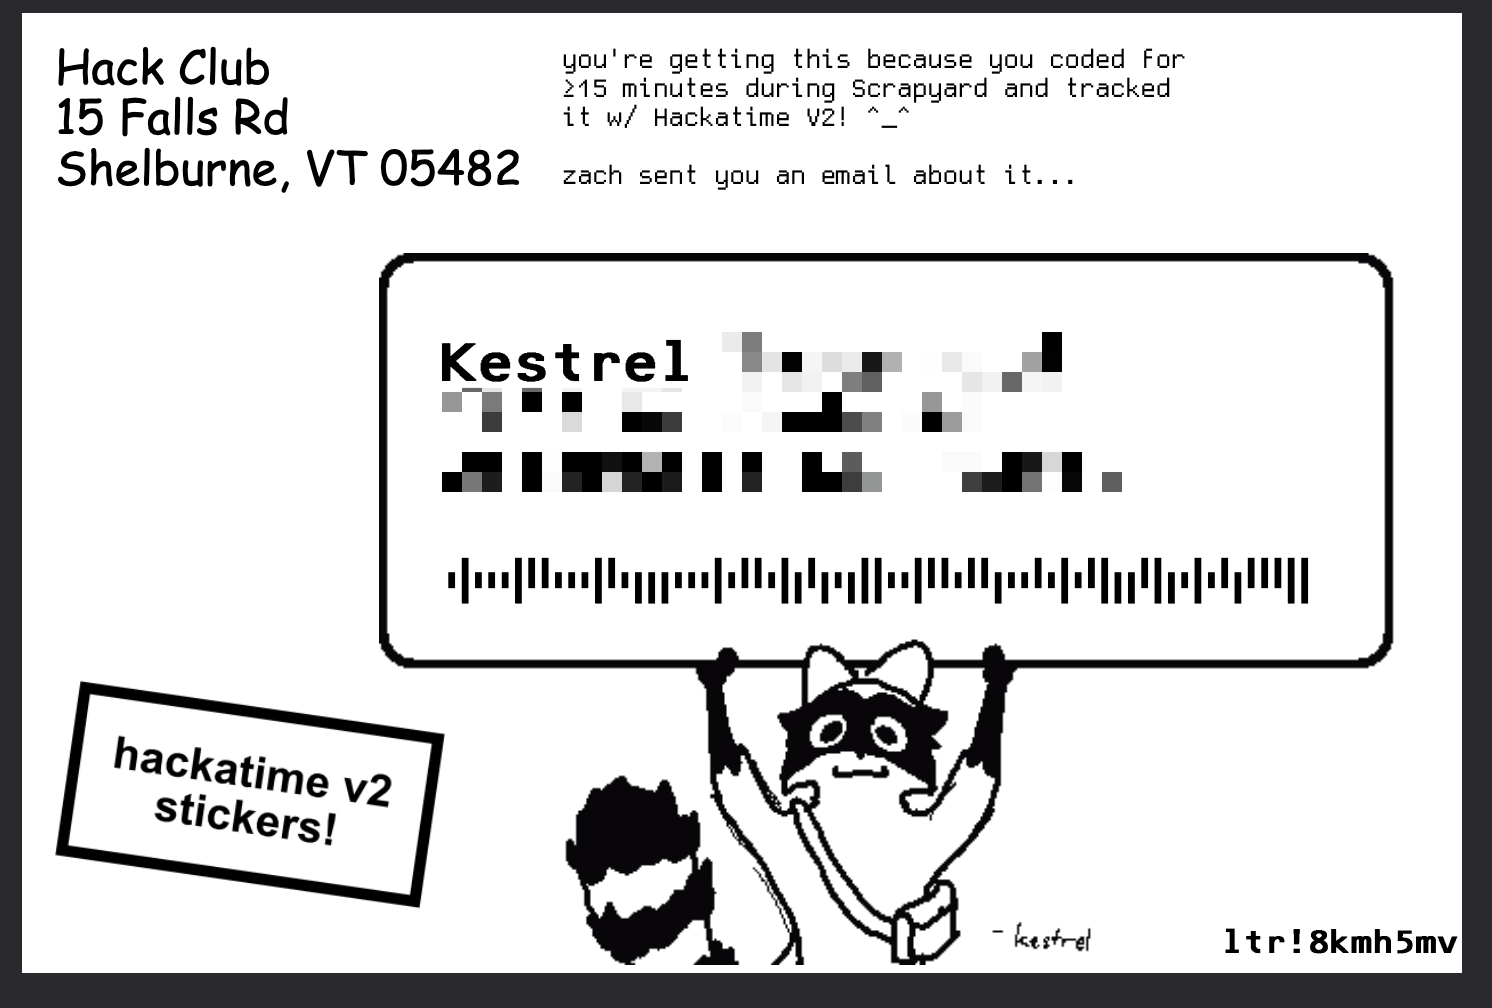 Hack Club
15 Falls Rd
Shelburne, VT 05482
you're getting this because you coded for
≥15 minutes during Scrapyard and tracked
it w/ Hackatime V2! ^_^
zach sent you an email about it...
Kestrel
hackatime v2
stickers!
- kestrel
ltr!8kmh5mv